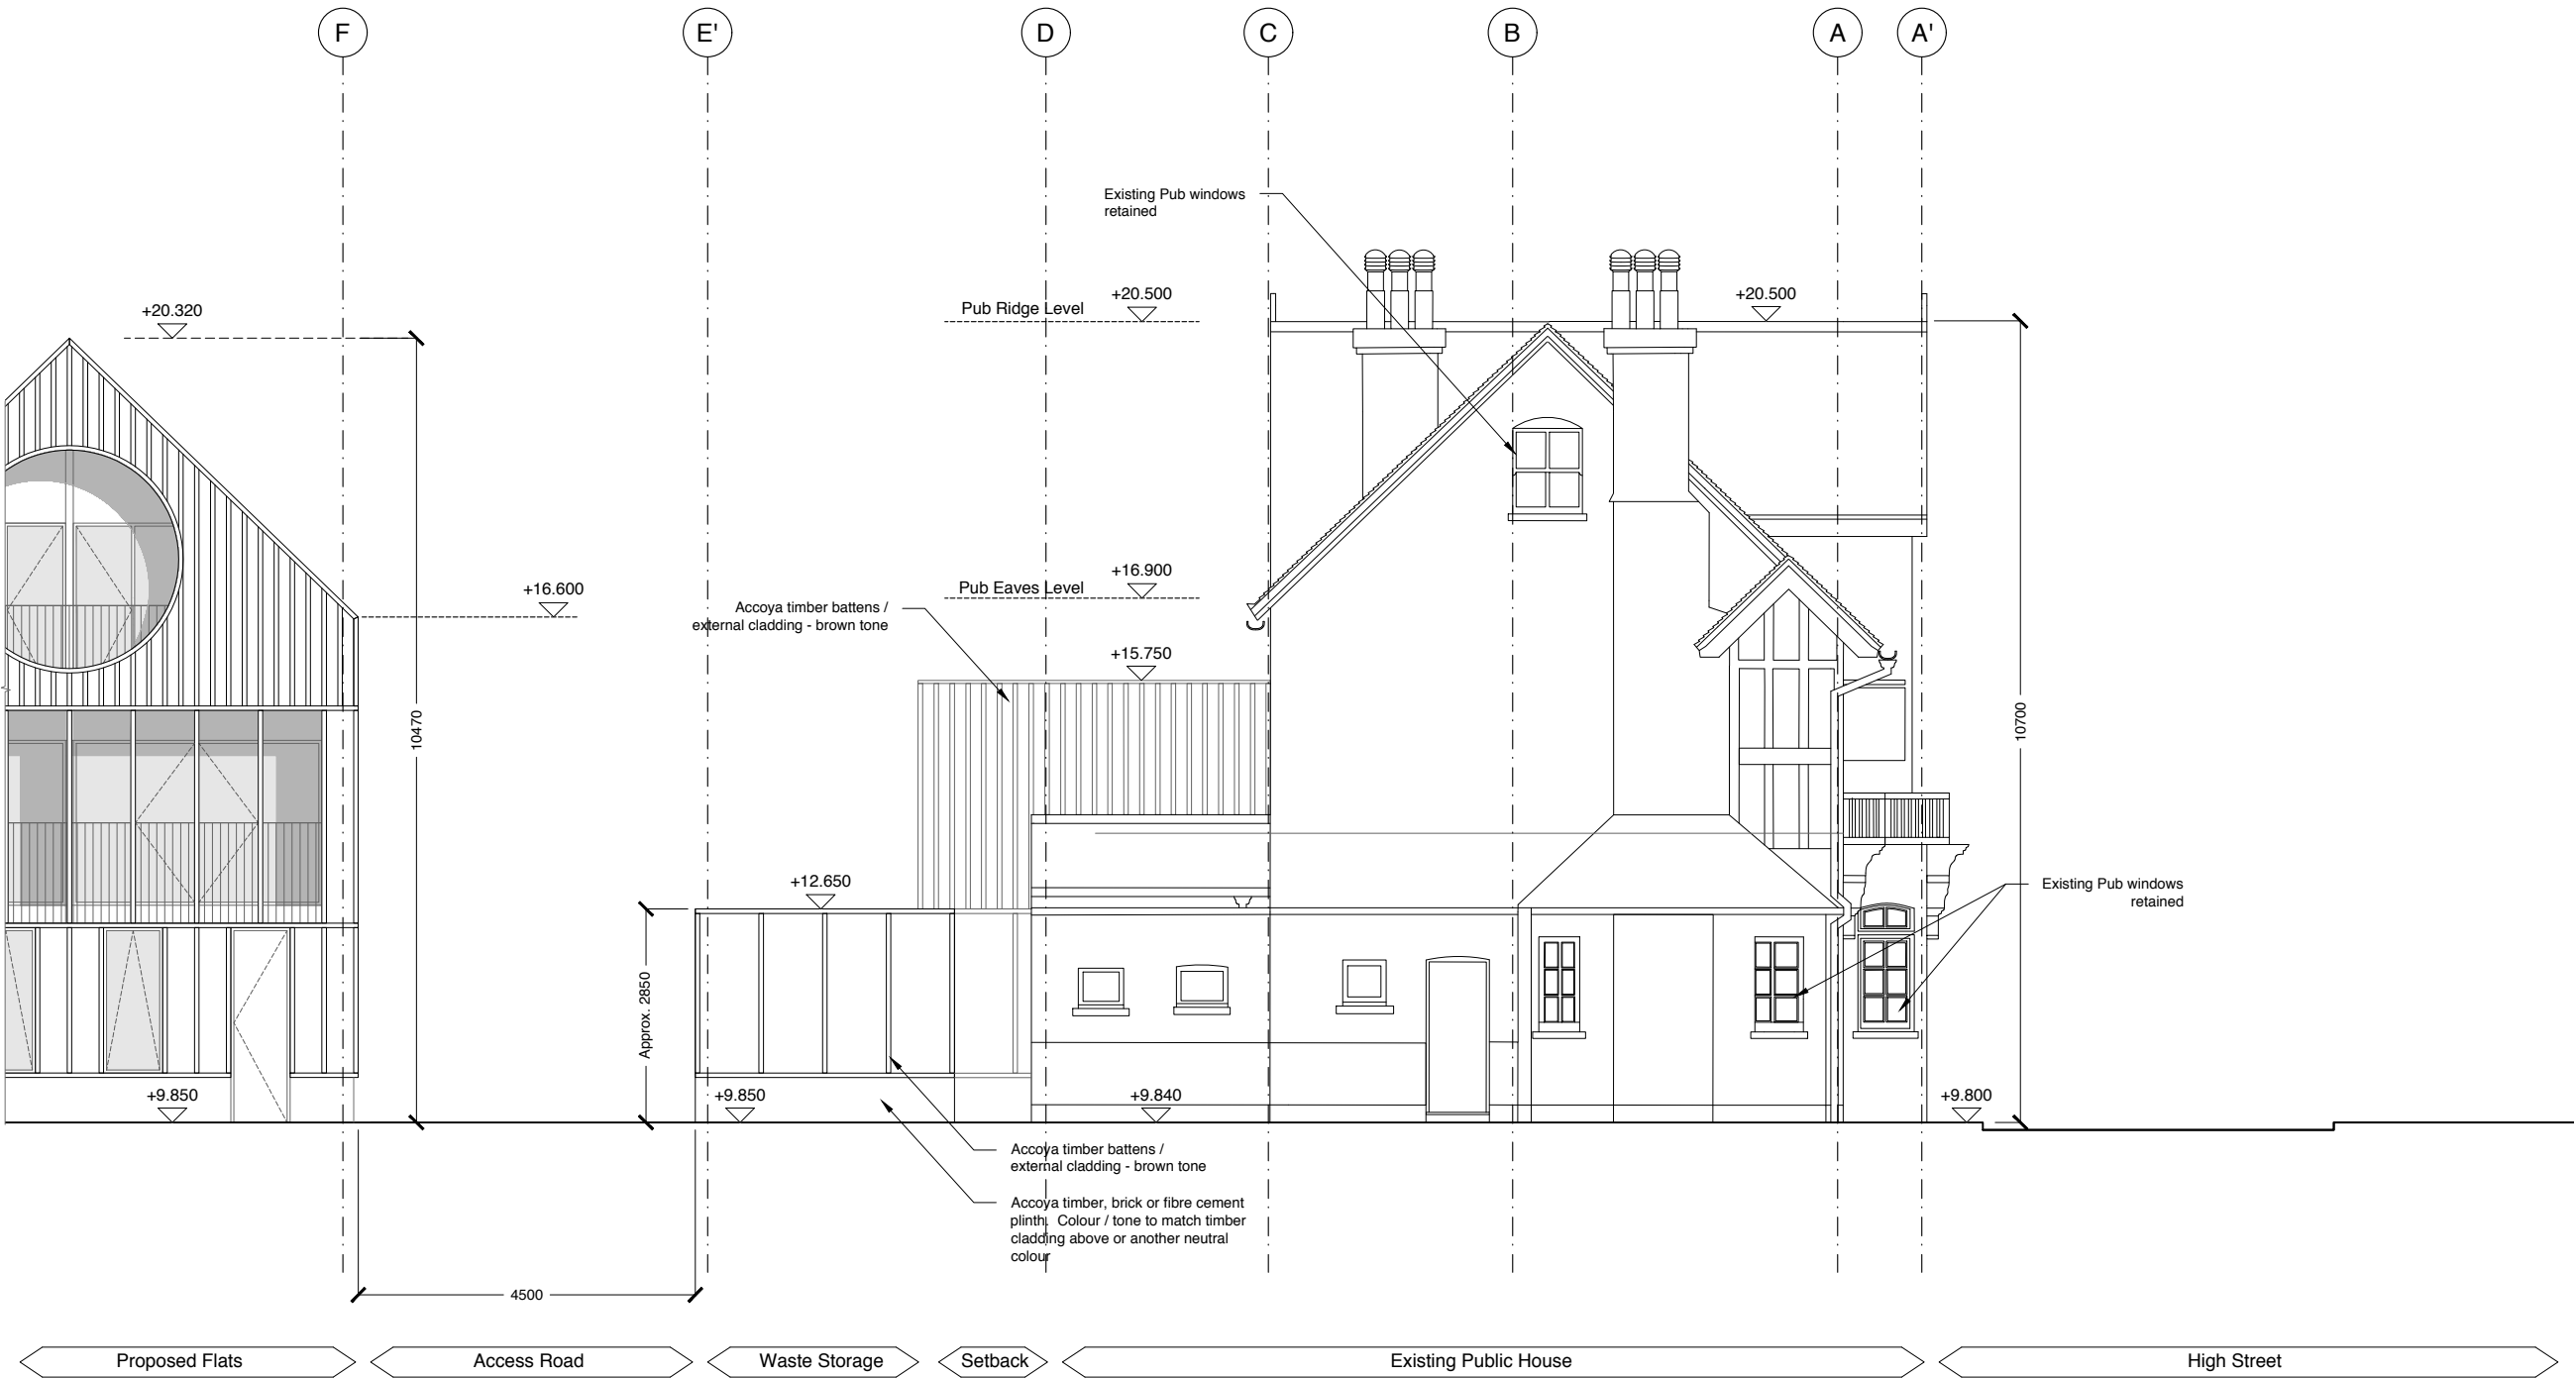 F
E'
D
C
B
A
A'
Existing Pub windows
retained
+20.320
Pub Ridge Level
+20.500
+20.500
+16.600
Pub Eaves Level
+16.900
Accoya timber battens /
external cladding - brown tone
+15.750
10470
10700
+12.650
Existing Pub windows
retained
Approx. 2850
+9.850
+9.850
+9.840
+9.800
Accoya timber battens /
external cladding - brown tone
Accoya timber, brick or fibre cement
plinth. Colour / tone to match timber
cladding above or another neutral
colour
4500
Proposed Flats
Access Road
Waste Storage
Setback
Existing Public House
High Street